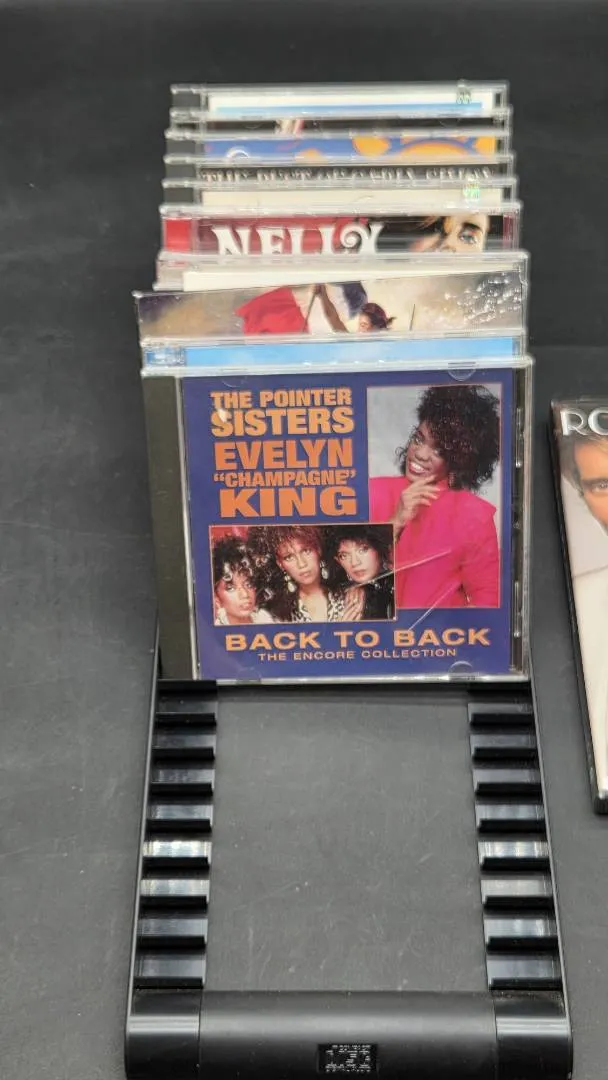 NELLY
THE POINTER
SISTERS
EVELYN
“CHAMPAGNE”
KING
BACK TO BACK
THE ENCORE COLLECTION